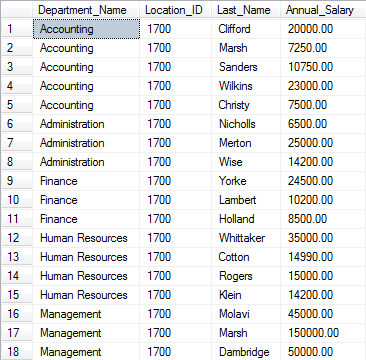 Department_Name Location_ID Last_Name Annual_Salary
1 Accounting 1700 Clifford 20000.00
2 Accounting 1700 Marsh 7250.00
3 Accounting 1700 Sanders 10750.00
4 Accounting 1700 Wilkins 23000.00
5 Accounting 1700 Christy 7500.00
6 Administration 1700 Nicholls 6500.00
7 Administration 1700 Merton 25000.00
8 Administration 1700 Wise 14200.00
9 Finance 1700 Yorke 24500.00
10 Finance 1700 Lambert 10200.00
11 Finance 1700 Holland 8500.00
12 Human Resources 1700 Whittaker 35000.00
13 Human Resources 1700 Cotton 14990.00
14 Human Resources 1700 Rogers 15000.00
15 Human Resources 1700 Klein 14200.00
16 Management 1700 Molavi 45000.00
17 Management 1700 Marsh 150000.00
18 Management 1700 Dambridge 50000.00